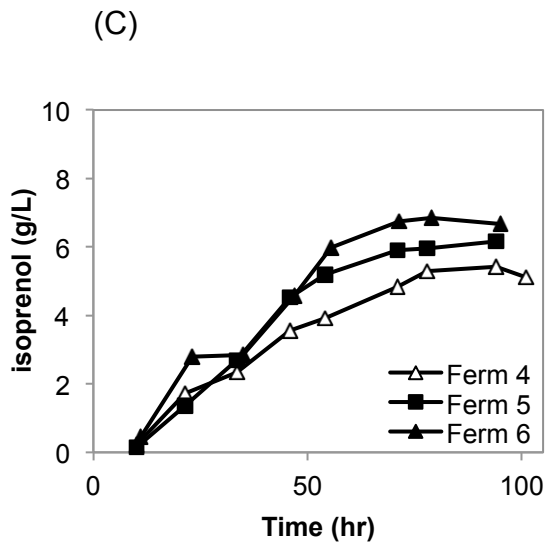 (C)
10
8
6
4
2
0
isoprenol (g/L)
Ferm 4
Ferm 5
Ferm 6
0 50 100
Time (hr)